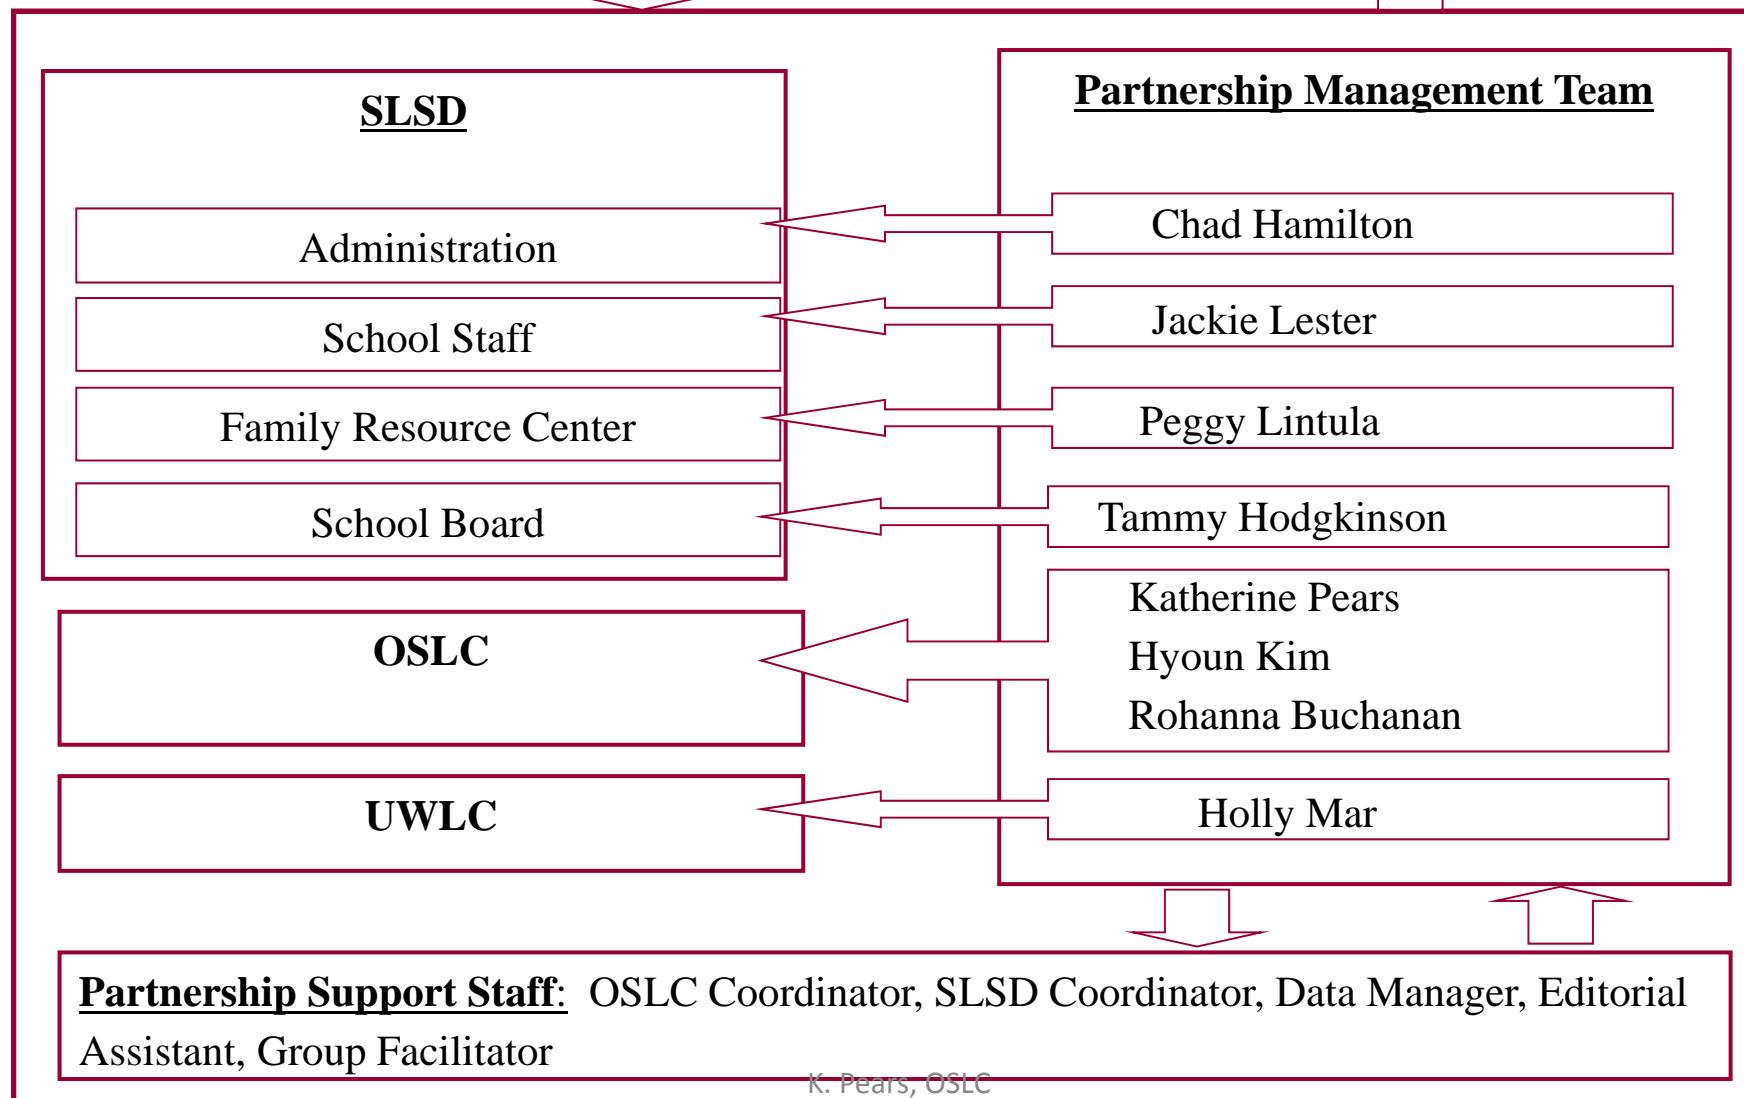 SLSD
Administration
School Staff
Family Resource Center
School Board
OSLC
UWLC
Partnership Management Team
Chad Hamilton
Jackie Lester
Peggy Lintula
Tammy Hodgkinson
Katherine Pears
Hyoun Kim
Rohanna Buchanan
Holly Mar
Partnership Support Staff: OSLC Coordinator, SLSD Coordinator, Data Manager, Editorial
Assistant, Group Facilitator
K. Pears, OSLC